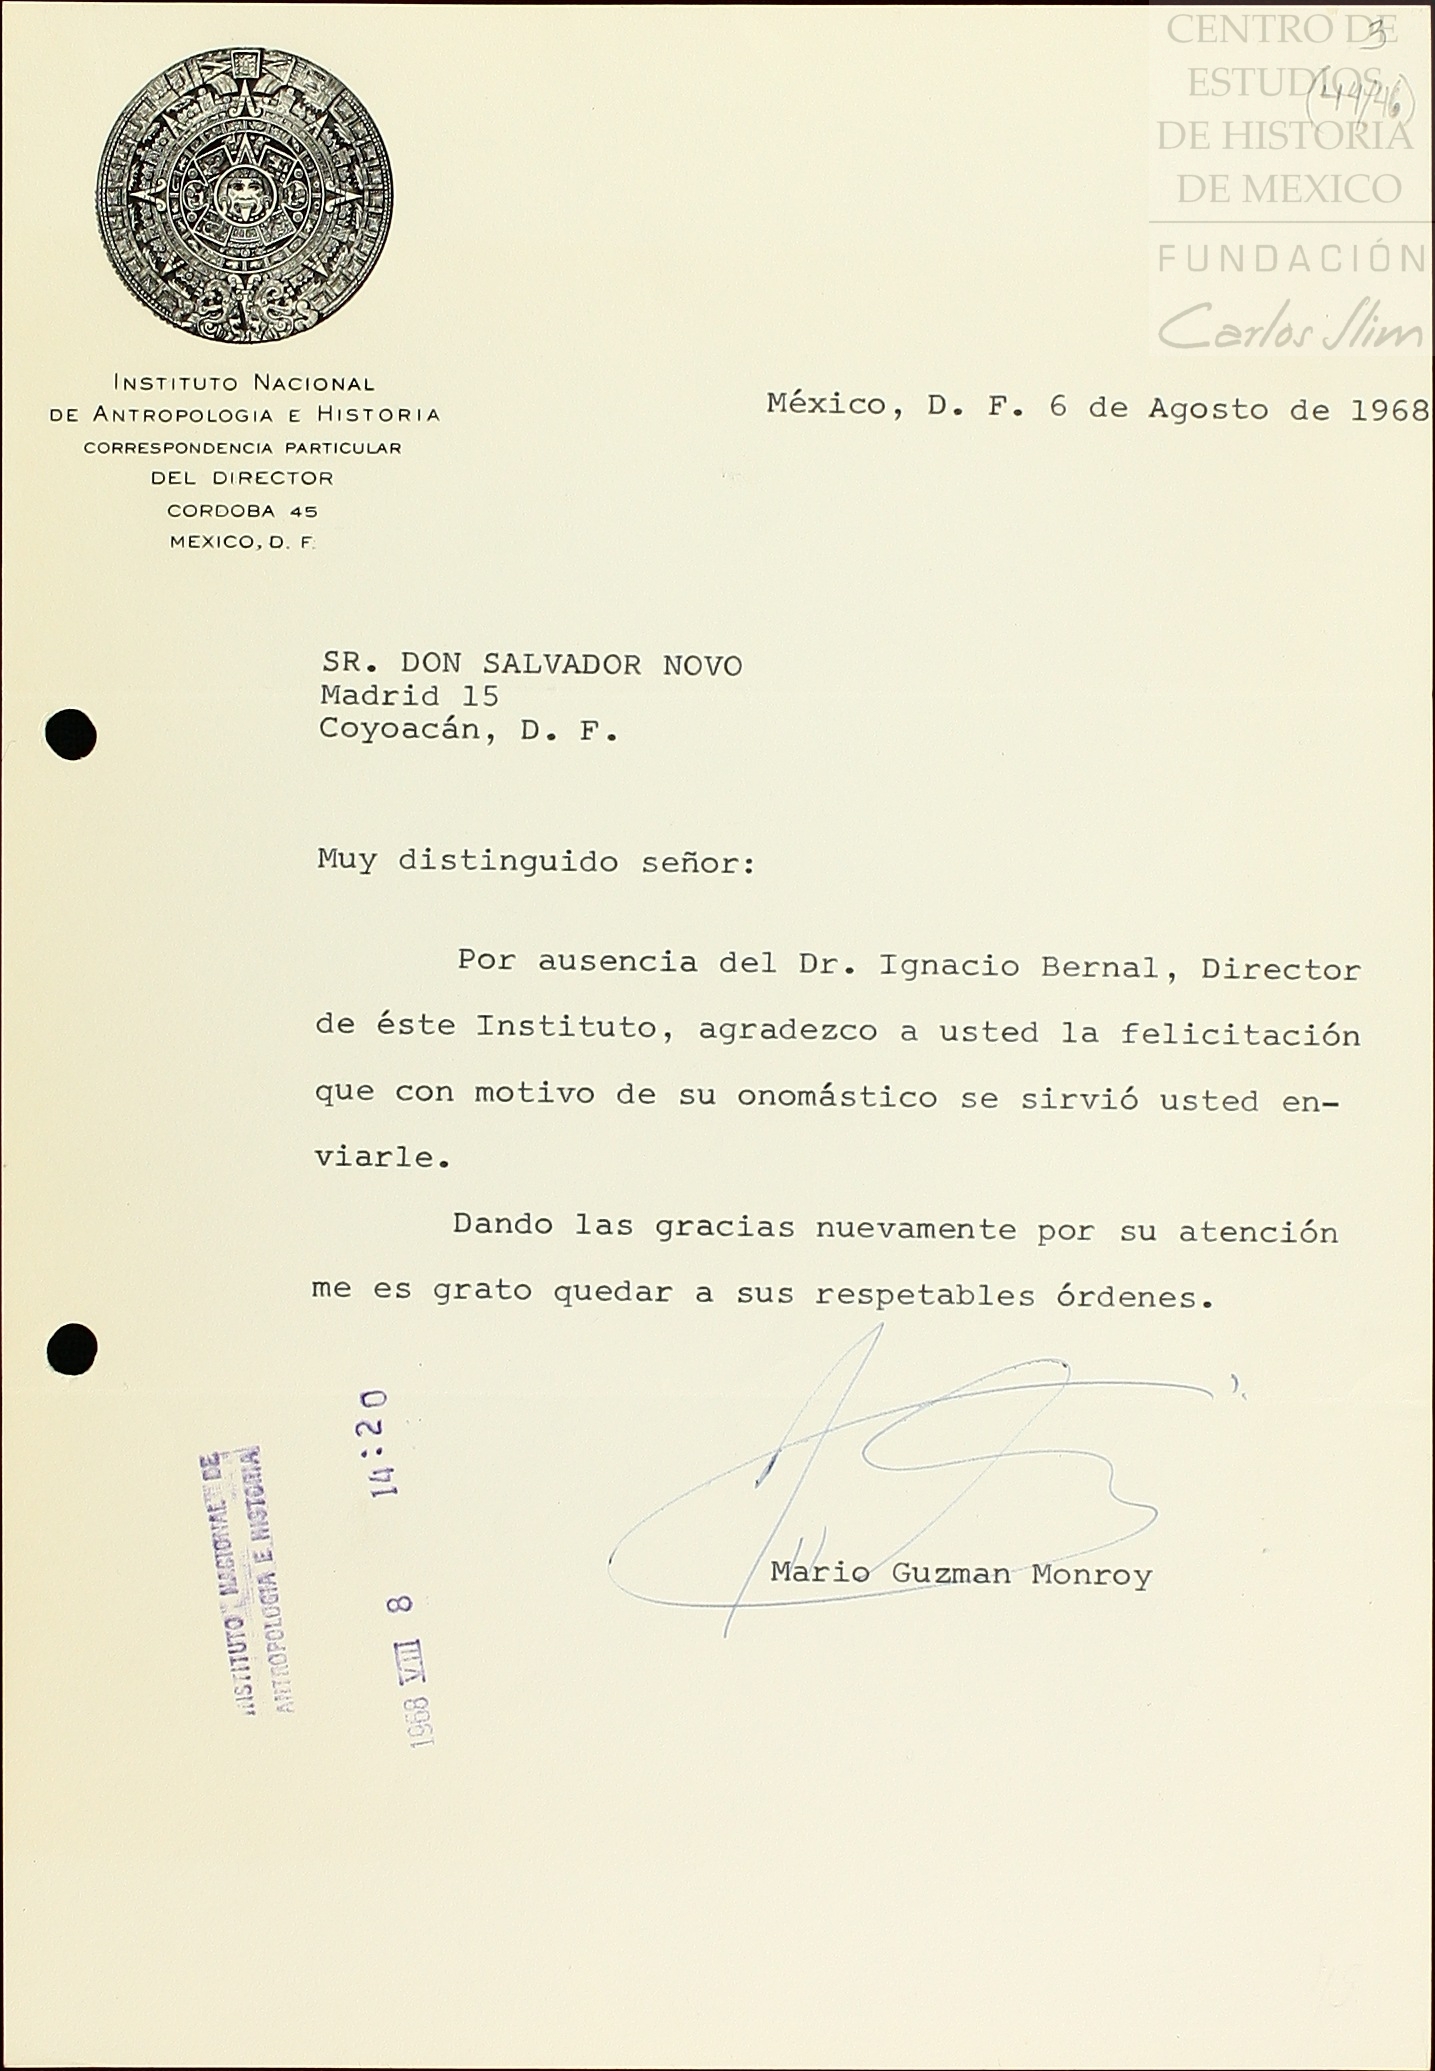 CENTRO DE
ESTUDIOS
DE HISTORIA
DE MEXICO
FUNDACIÓN
Carlos Slim
3
(44/46)
INSTITUTO NACIONAL
DE ANTROPOLOGIA E HISTORIA
CORRESPONDENCIA PARTICULAR
DEL DIRECTOR
CORDOBA 45
MEXICO, D. F.
México, D. F. 6 de Agosto de 1968
SR. DON SALVADOR NOVO
Madrid 15
Coyoacán, D. F.
Muy distinguido señor:
Por ausencia del Dr. Ignacio Bernal, Director
de éste Instituto, agradezco a usted la felicitación
que con motivo de su onomástico se sirvió usted en-
viarle.
Dando las gracias nuevamente por su atención
me es grato quedar a sus respetables órdenes.
Mario Guzman Monroy
INSTITUTO NACIONAL DE
ANTROPOLOGIA E HISTORIA
1968 VIII 8 14:20